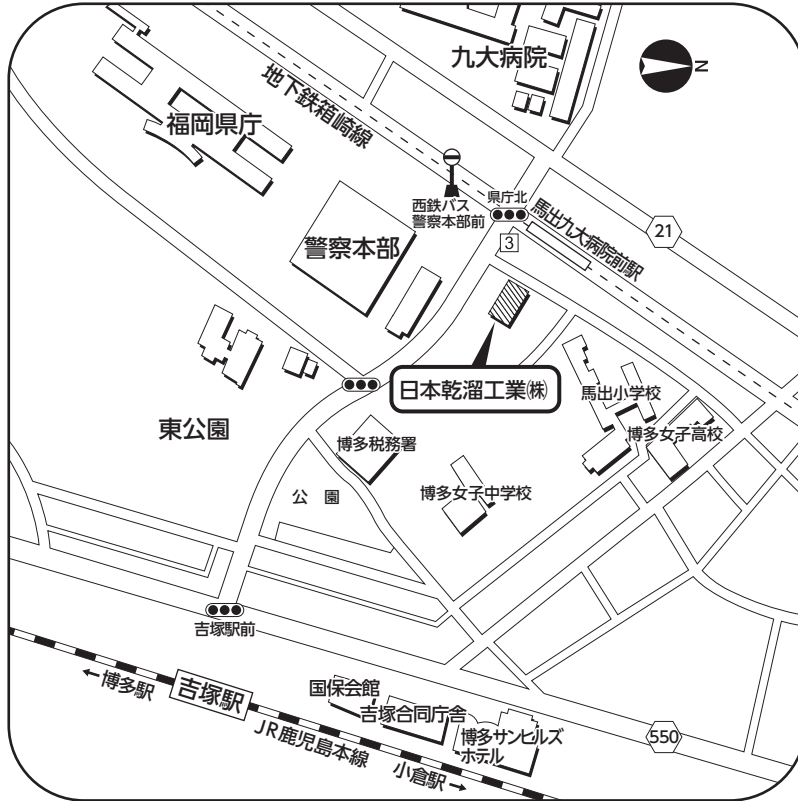 九大病院
N
地下鉄箱崎線
福岡県庁
西鉄バス
警察本部前
県庁北
馬出九大病院前駅
21
3
警察本部
日本乾溜工業㈱
馬出小学校
東公園
博多税務署
博多女子高校
公園
博多女子中学校
吉塚駅前
←博多駅
吉塚駅
国保会館
吉塚合同庁舎
550
JR鹿児島本線
博多サンヒルズ
ホテル
小倉駅→